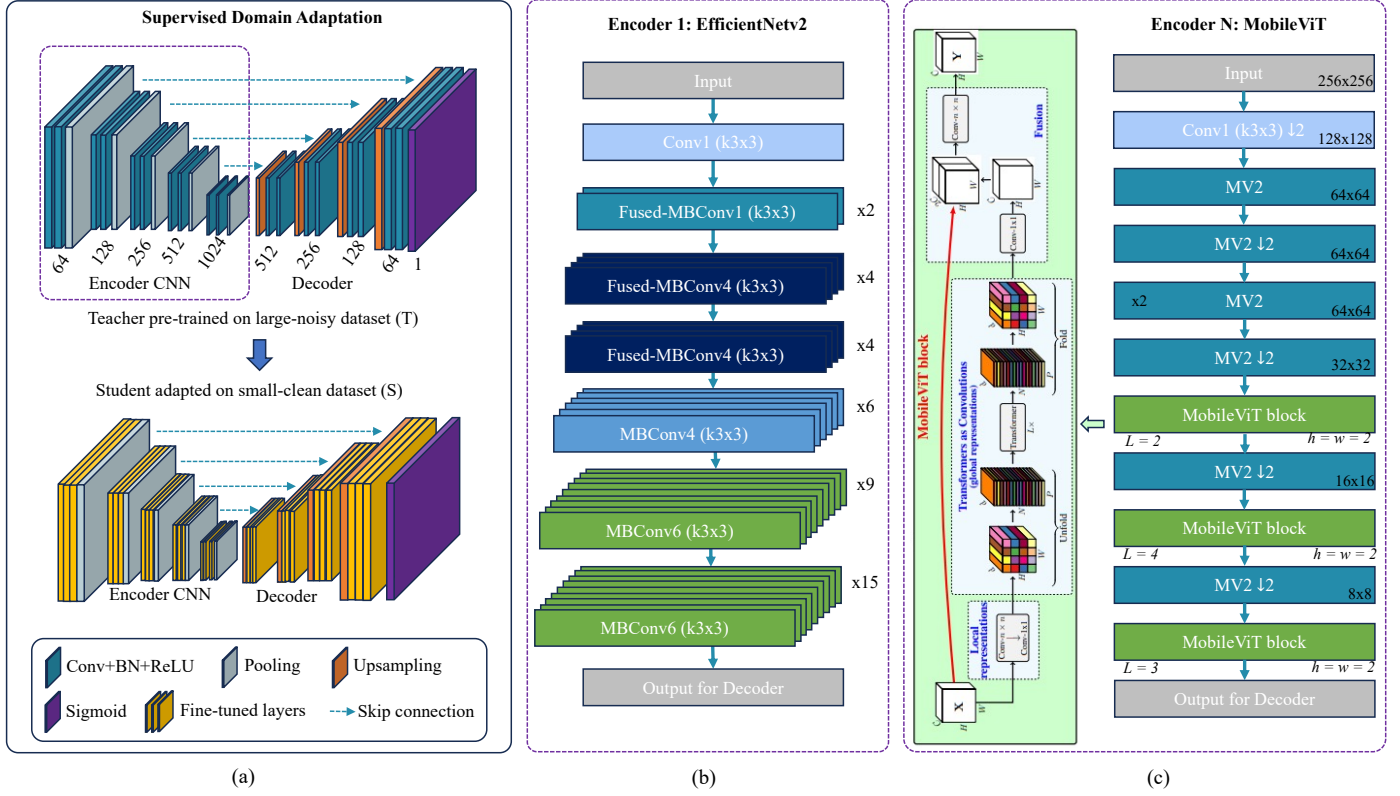 Supervised Domain Adaptation
64
128
256
512
1024
512
256
128
64
1
Encoder CNN
Decoder
Teacher pre-trained on large-noisy dataset (T)
Student adapted on small-clean dataset (S)
Encoder CNN
Decoder
Conv+BN+ReLU
Pooling
Upsampling
Sigmoid
Fine-tuned layers
Skip connection
(a)
Encoder 1: EfficientNetv2
Input
Conv1 (k3x3)
Fused-MBConv1 (k3x3)
x2
Fused-MBConv4 (k3x3)
x4
Fused-MBConv4 (k3x3)
x4
MBConv4 (k3x3)
x6
MBConv6 (k3x3)
x9
MBConv6 (k3x3)
x15
Output for Decoder
(b)
Encoder N: MobileViT
MobileViT block
X
H
W
C
Local
representations
Conv-n × n
↓
Conv-1x1
Transformers as Convolutions
(global representations)
H
W
N
P
Unfold
Transformer
L×
N
P
H
W
Fold
Conv-1x1
H
W
C
H
W
Conv-n × n
Fusion
Y
H
W
C
Input
256x256
Conv1 (k3x3) ↓2
128x128
MV2
64x64
MV2 ↓2
64x64
x2
MV2
64x64
MV2 ↓2
32x32
MobileViT block
L = 2
h = w = 2
MV2 ↓2
16x16
MobileViT block
L = 4
h = w = 2
MV2 ↓2
8x8
MobileViT block
L = 3
h = w = 2
Output for Decoder
(c)